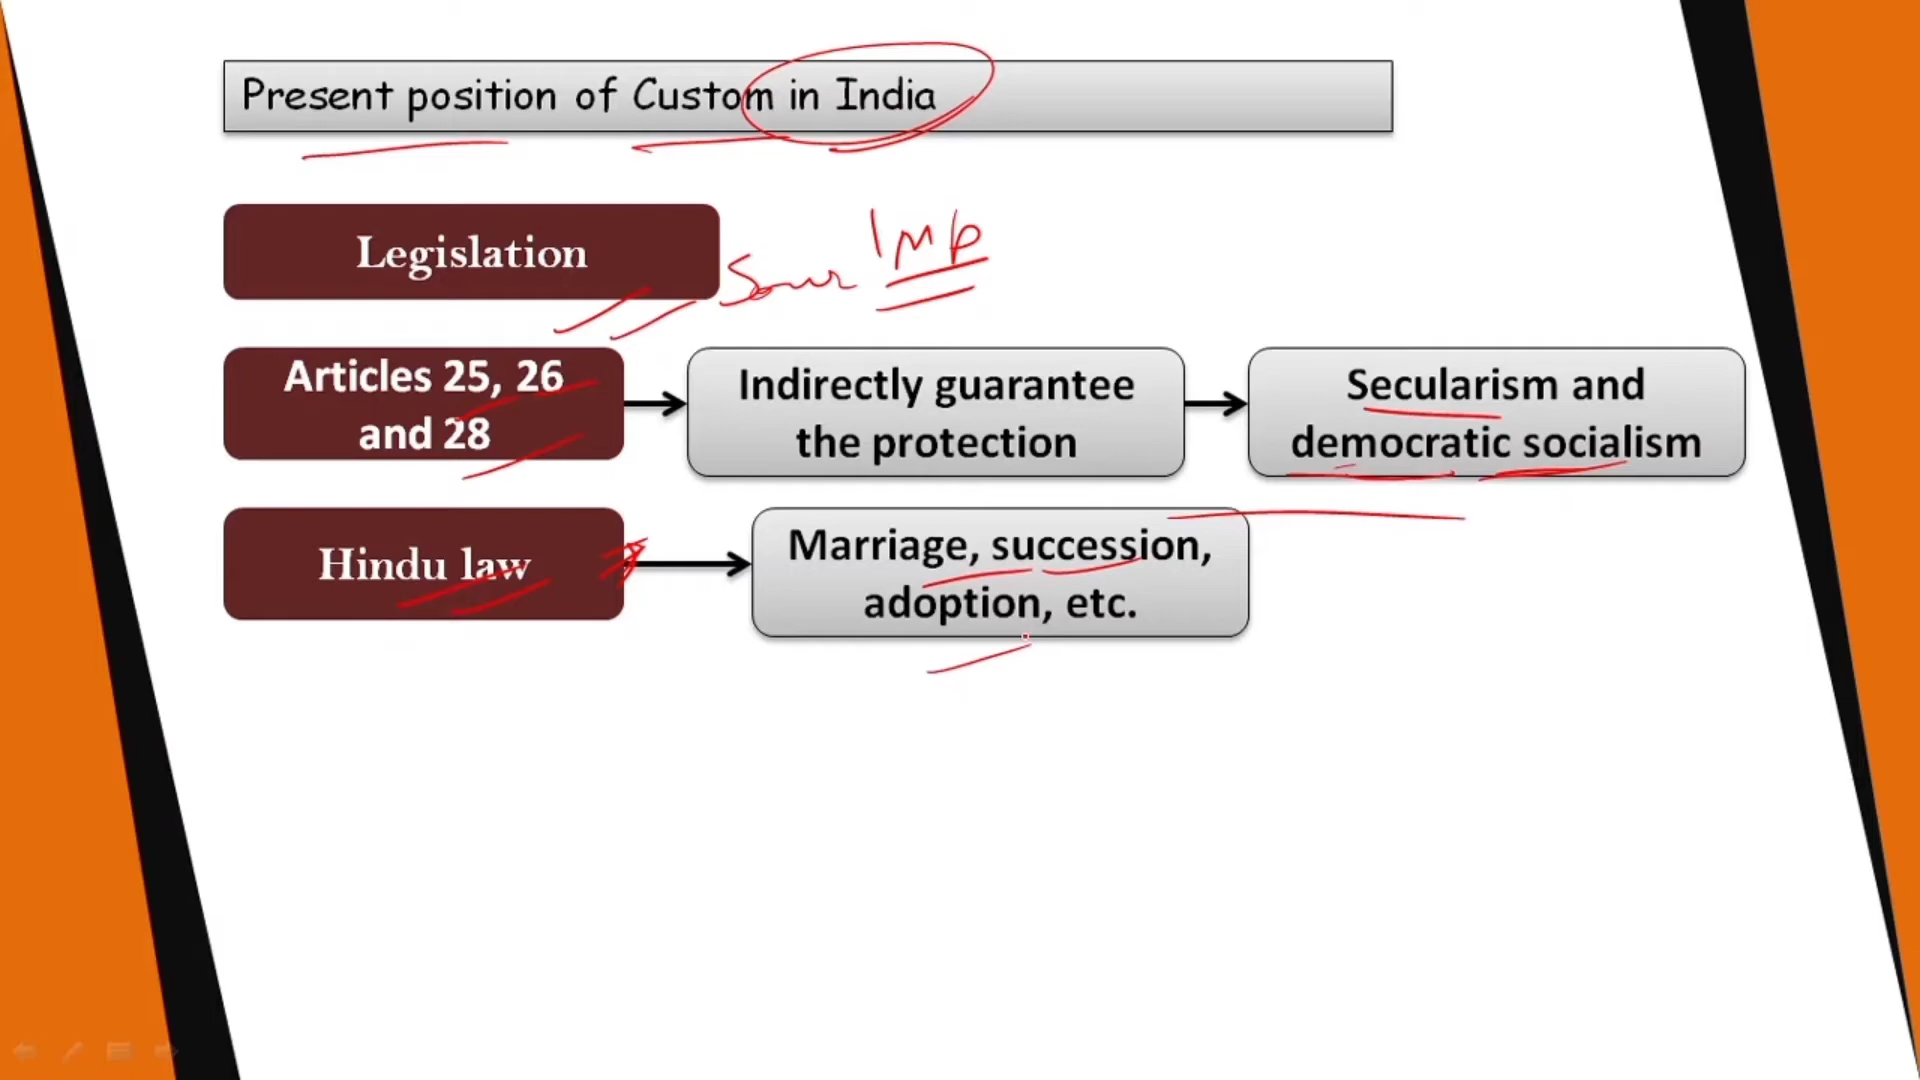 Present position of Custom in India
Legislation
Imp
Articles 25, 26
and 28
Indirectly guarantee
the protection
Secularism and
democratic socialism
Hindu law
Marriage, succession,
adoption, etc.